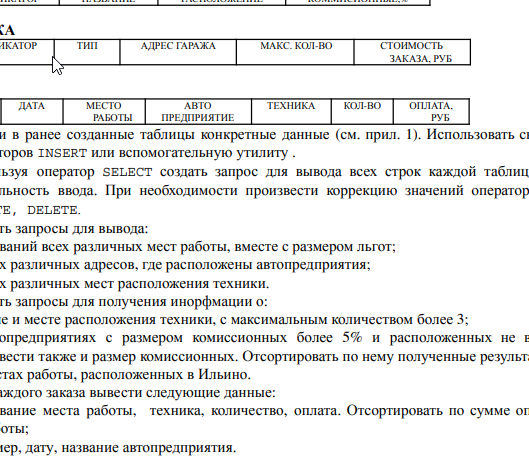 НАЗВАНИЕ РАСПОЛОЖЕНИЕ КОММИСИОННЫЕ,%
ТИП АДРЕС ГАРАЖА МАКС. КОЛ-ВО СТОИМОСТЬ
ЗАКАЗА, РУБ
ДАТА МЕСТО АВТО ТЕХНИКА КОЛ-ВО ОПЛАТА,
РАБОТЫ ПРЕДПРИЯТИЕ РУБ
и в ранее созданные таблицы конкретные данные (см. прил. 1). Использовать
торов INSERT или вспомогательную утилиту .
ьзуя оператор SELECT создать запрос для вывода всех строк каждой таблиц
льность ввода. При необходимости произвести коррекцию значений оператор
TE, DELETE.
ть запросы для вывода:
ваний всех различных мест работы, вместе с размером льгот;
х различных адресов, где расположены автопредприятия;
х различных мест расположения техники.
ть запросы для получения инорфмации о:
ие и месте расположения техники, с максимальным количеством более 3;
опредприятиях с размером комиссионных более 5% и расположенных не в
вести также и размер комиссионных. Отсортировать по нему полученные результа
стах работы, расположенных в Ильино.
каждого заказа вывести следующие данные:
вание места работы, техника, количество, оплата. Отсортировать по сумме оп
боты;
мер, дату, название автопредприятия.